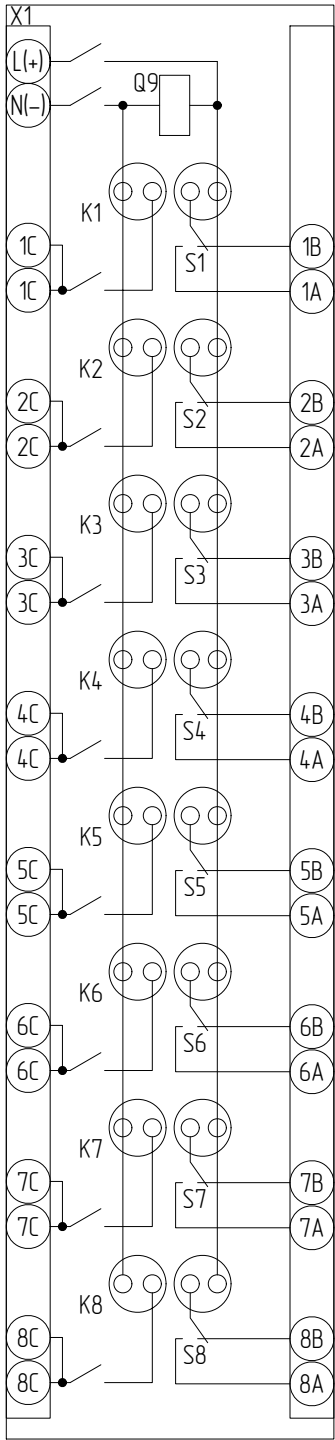 X1
L(+)
Q9
N(-)
K1
1C S1 1B
1C 1A
K2
2C S2 2B
2C 2A
K3
3C S3 3B
3C 3A
K4
4C S4 4B
4C 4A
K5
5C S5 5B
5C 5A
K6
6C S6 6B
6C 6A
K7
7C S7 7B
7C 7A
K8
8C S8 8B
8C 8A